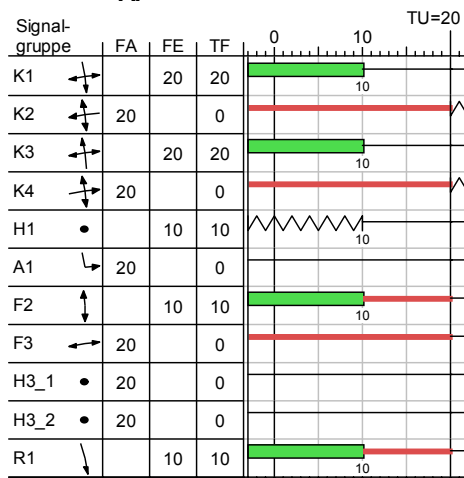 TU=20
Signal-
gruppe FA FE TF 0 10
K1 20 20 10
K2 20 0
K3 20 20 10
K4 20 0
H1 10 10 10
A1 20 0
F2 10 10 10
F3 20 0
H3_1 20 0
H3_2 20 0
R1 10 10 10